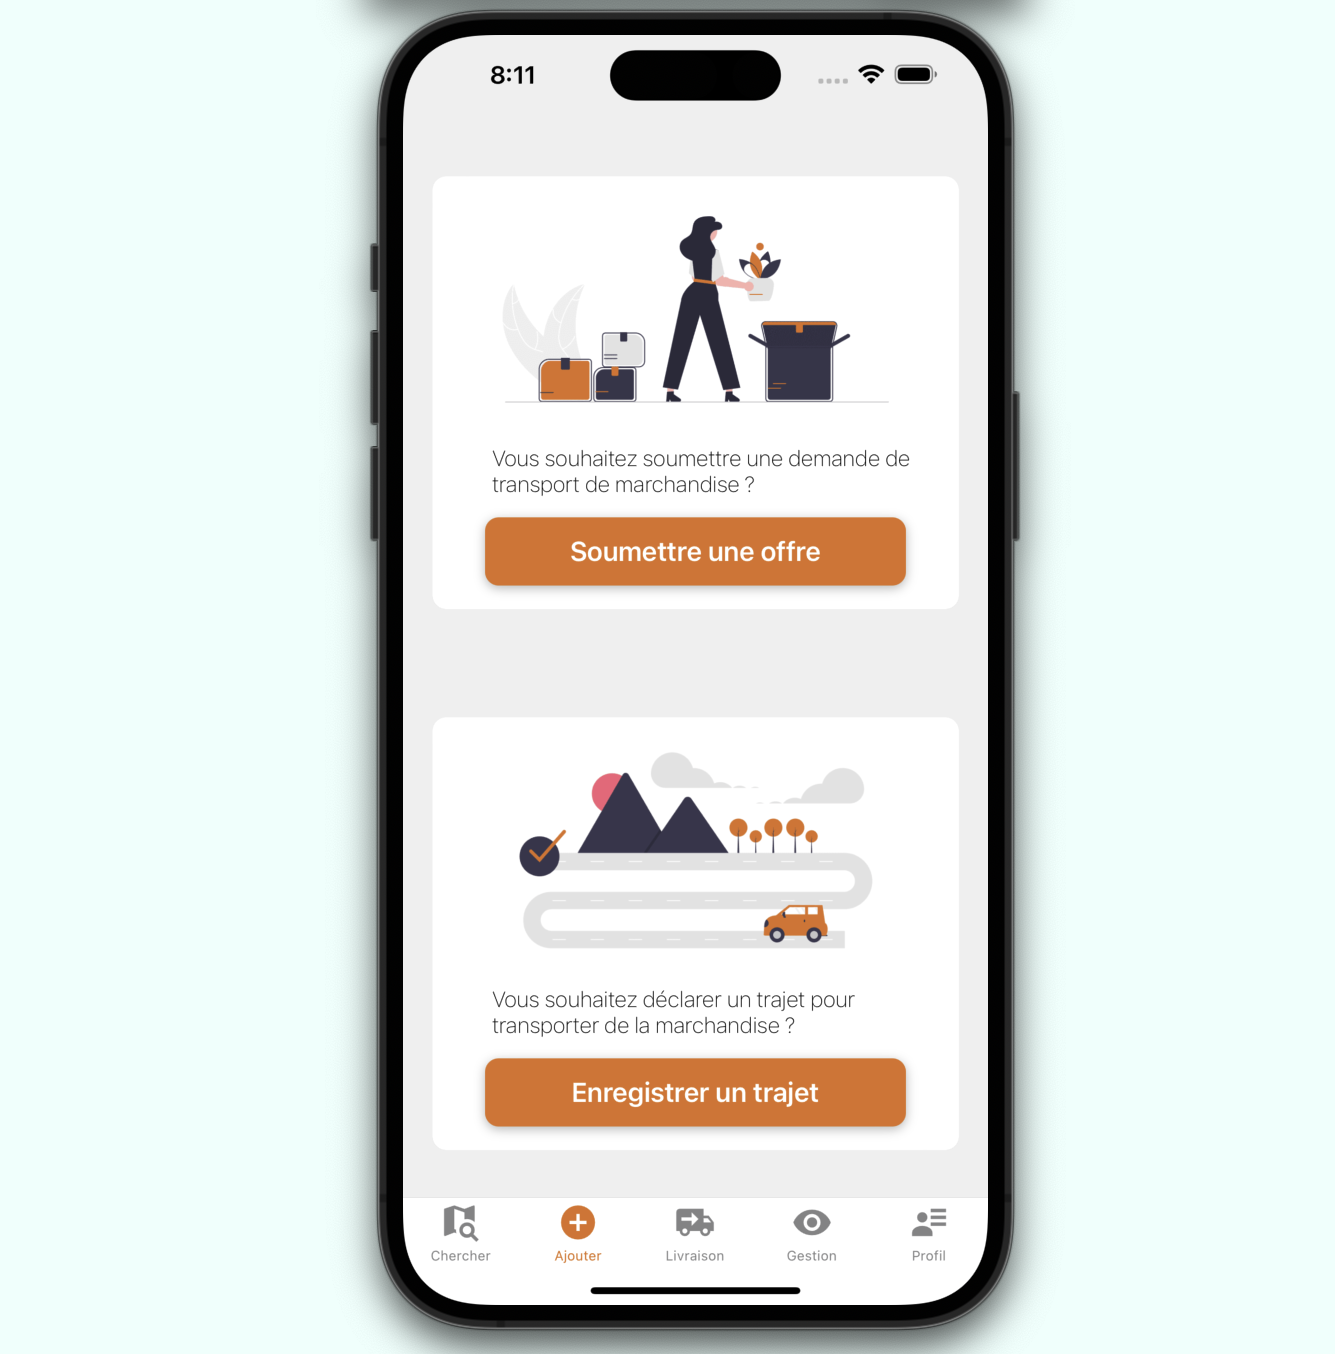 8:11
Vous souhaitez soumettre une demande de
transport de marchandise ?
Soumettre une offre
Vous souhaitez déclarer un trajet pour
transporter de la marchandise ?
Enregistrer un trajet
Chercher
Ajouter
Livraison
Gestion
Profil